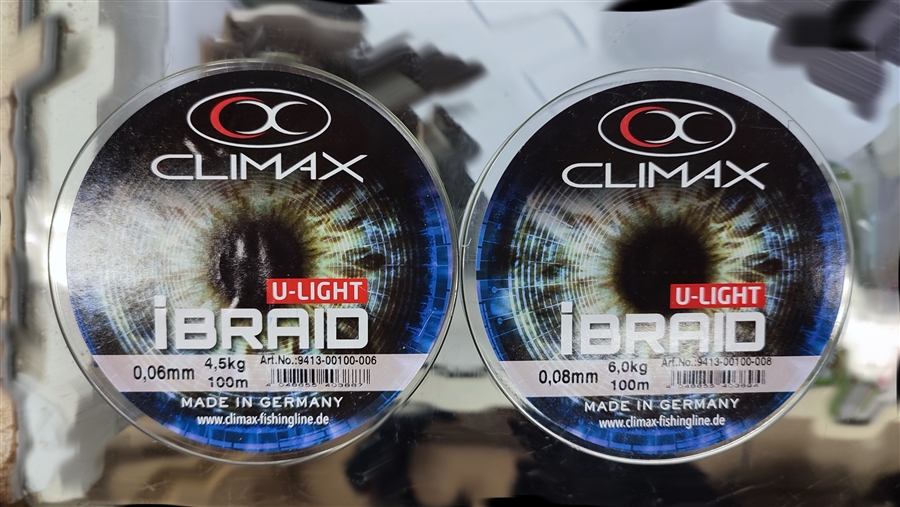 CLIMAX
U-LIGHT
iBRAID
0,06mm
4,5kg
100m
Art.No.:9413-00100-006
MADE IN GERMANY
www.climax-fishingline.de
CLIMAX
U-LIGHT
iBRAID
0,08mm
6,0kg
100m
Art.No.:9413-00100-008
MADE IN GERMANY
www.climax-fishingline.de